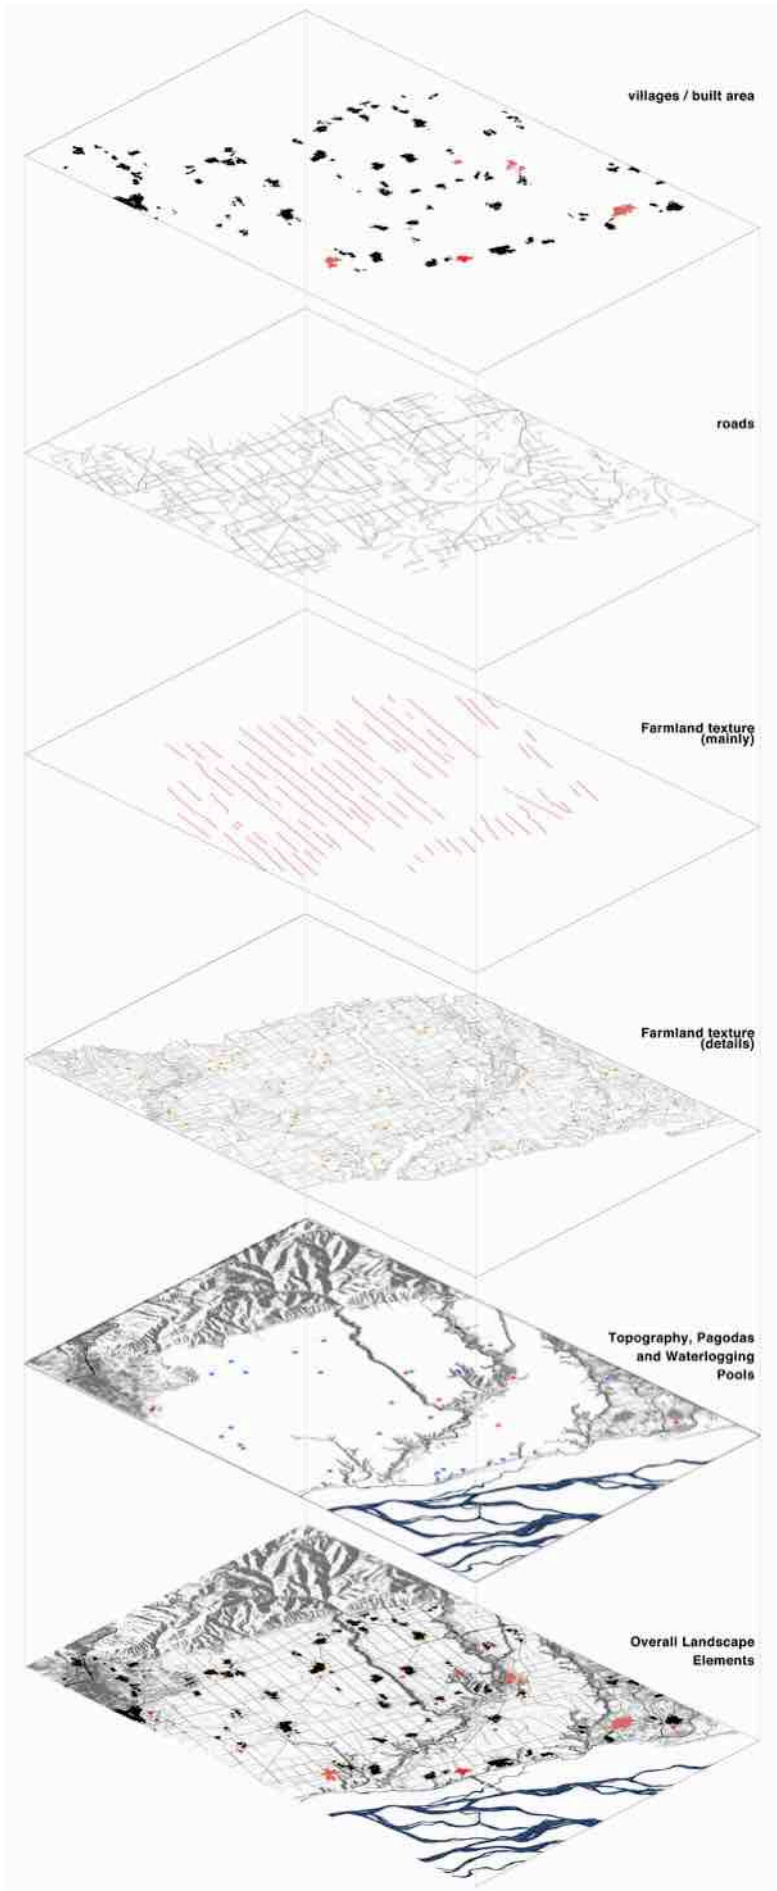 villages / built area
roads
Farmland texture
(mainly)
Farmland texture
(details)
Topography, Pagodas
and Waterlogging
Pools
Overall Landscape
Elements